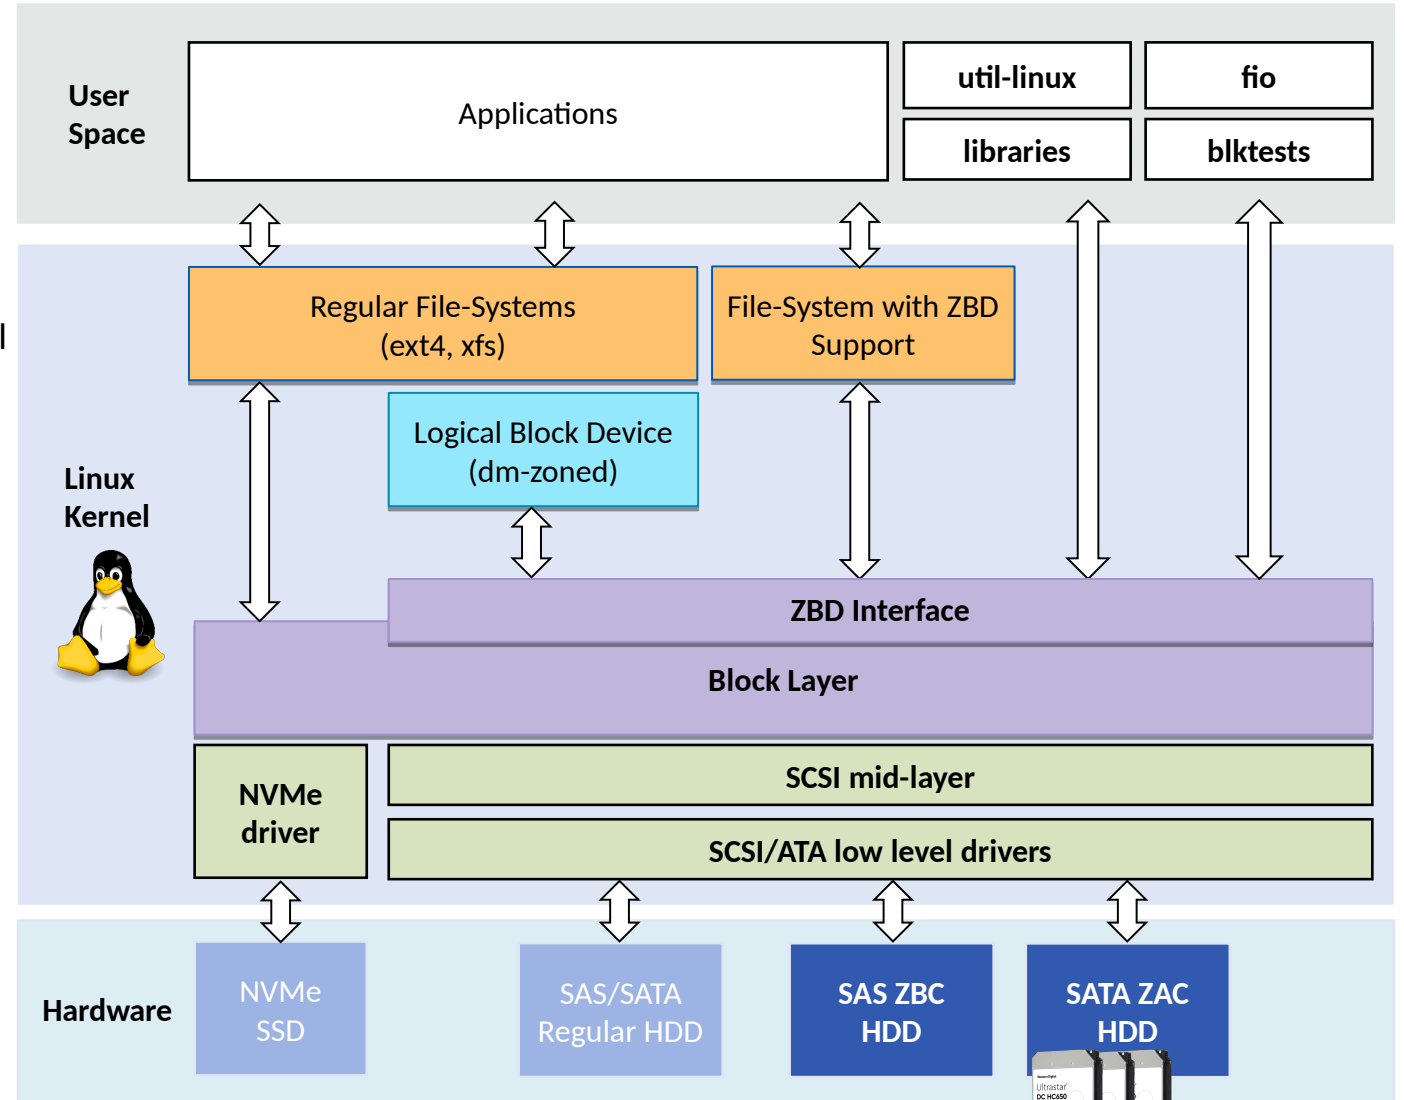 User
Space
Applications
util-linux
fio
libraries
blktests
Regular File-Systems
(ext4, xfs)
File-System with ZBD
Support
Logical Block Device
(dm-zoned)
Linux
Kernel
ZBD Interface
Block Layer
NVMe
driver
SCSI mid-layer
SCSI/ATA low level drivers
Hardware
NVMe
SSD
SAS/SATA
Regular HDD
SAS ZBC
HDD
SATA ZAC
HDD
Western Digital
Ultrastar
DC HC650